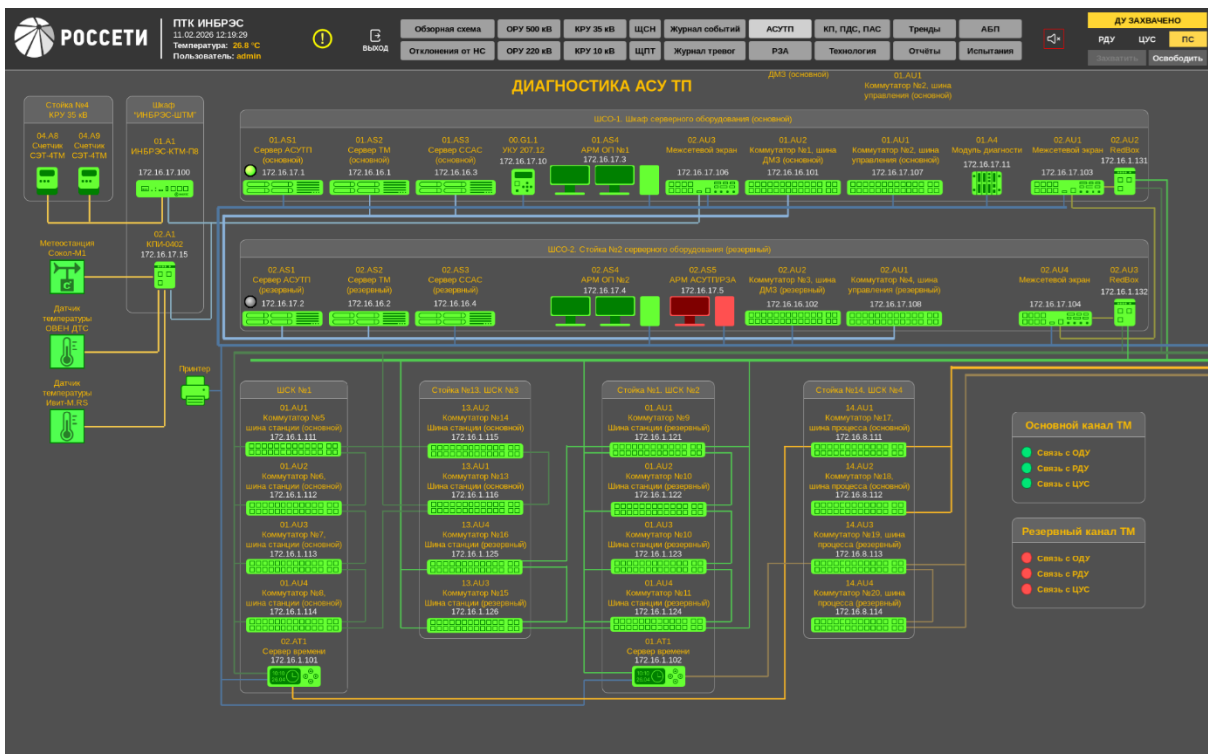 РОССЕТИ
ПТК ИНБРЭС
11.02.2026 12:19:29
Температура: 26.8 °C
Пользователь: admin
ВЫХОД
Обзорная схема
ОРУ 500 кВ
КРУ 35 кВ
ЩСН
Журнал событий
АСУТП
КП, ПДС, ПАС
Тренды
АБП
Отклонения от НС
ОРУ 220 кВ
КРУ 10 кВ
ЩПТ
Журнал тревог
РЗА
Технология
Отчёты
Испытания
ДУ ЗАХВАЧЕНО
РДУ
ЦУС
ПС
Захватить
Освободить
ДИАГНОСТИКА АСУ ТП
ДМЗ (основной)
01.AU1
Коммутатор №2, шина
управления (основной)
Стойка №4
КРУ 35 кВ
04.A8
Счетчик
СЭТ-4ТМ
04.A9
Счетчик
СЭТ-4ТМ
Шкаф
"ИНБРЭС-ШТМ"
01.A1
ИНБРЭС-КТМ-П8
172.16.17.100
02.A1
КПИ-0402
172.16.17.15
Метеостанция
Сокол-М1
Датчик
температуры
ОВЕН ДТС
Датчик
температуры
Ивит-М.RS
Принтер
ШСО-1. Шкаф серверного оборудования (основной)
01.AS1
Сервер АСУТП
(основной)
172.16.17.1
01.AS2
Сервер ТМ
(основной)
172.16.16.1
01.AS3
Сервер ССАС
(основной)
172.16.16.3
00.G1.1
УКУ 207.12
172.16.17.10
01.AS4
АРМ ОП №1
172.16.17.3
02.AU3
Межсетевой экран
172.16.17.106
02.AU2
Коммутатор №1, шина
ДМЗ (основной)
172.16.16.101
01.AU1
Коммутатор №2, шина
управления (основной)
172.16.17.107
01.A4
Модуль диагности
172.16.17.11
02.AU1
Межсетевой экран
172.16.17.103
02.AU2
RedBox
172.16.1.131
ШСО-2. Стойка №2 серверного оборудования (резервный)
02.AS1
Сервер АСУТП
(резервный)
172.16.17.2
02.AS2
Сервер ТМ
(резервный)
172.16.16.2
02.AS3
Сервер ССАС
(резервный)
172.16.16.4
02.AS4
АРМ ОП №2
172.16.17.4
02.AS5
АРМ АСУТП/РЗА
172.16.17.5
02.AU2
Коммутатор №3, шина
ДМЗ (резервный)
172.16.16.102
02.AU1
Коммутатор №4, шина
управления (резервный)
172.16.17.108
02.AU4
Межсетевой экран
172.16.17.104
02.AU3
RedBox
172.16.1.132
ШСК №1
01.AU1
Коммутатор №5
Шина станции (основной)
172.16.1.111
01.AU2
Коммутатор №6,
шина станции (основной)
172.16.1.112
01.AU3
Коммутатор №7,
шина станции (основной)
172.16.1.113
01.AU4
Коммутатор №8,
шина станции (основной)
172.16.1.114
02.AT1
Сервер времени
172.16.1.101
Стойка №13. ШСК №3
13.AU2
Коммутатор №14
Шина станции (основной)
172.16.1.115
13.AU1
Коммутатор №13
Шина станции (основной)
172.16.1.116
13.AU4
Коммутатор №16
Шина станции (резервный)
172.16.1.125
13.AU3
Коммутатор №15
Шина станции (резервный)
172.16.1.126
Стойка №1. ШСК №2
01.AU1
Коммутатор №9
Шина станции (резервный)
172.16.1.121
01.AU2
Коммутатор №10
Шина станции (резервный)
172.16.1.122
01.AU3
Коммутатор №10
Шина станции (резервный)
172.16.1.123
01.AU4
Коммутатор №11
Шина станции (резервный)
172.16.1.124
01.AT1
Сервер времени
172.16.1.102
Стойка №14. ШСК №4
14.AU1
Коммутатор №17,
шина процесса (основной)
172.16.8.111
14.AU2
Коммутатор №18,
шина процесса (основной)
172.16.8.112
14.AU3
Коммутатор №19, шина
процесса (резервный)
172.16.8.113
14.AU4
Коммутатор №20, шина
процесса (резервный)
172.16.8.114
Основной канал ТМ
Связь с ОДУ
Связь с РДУ
Связь с ЦУС
Резервный канал ТМ
Связь с ОДУ
Связь с РДУ
Связь с ЦУС